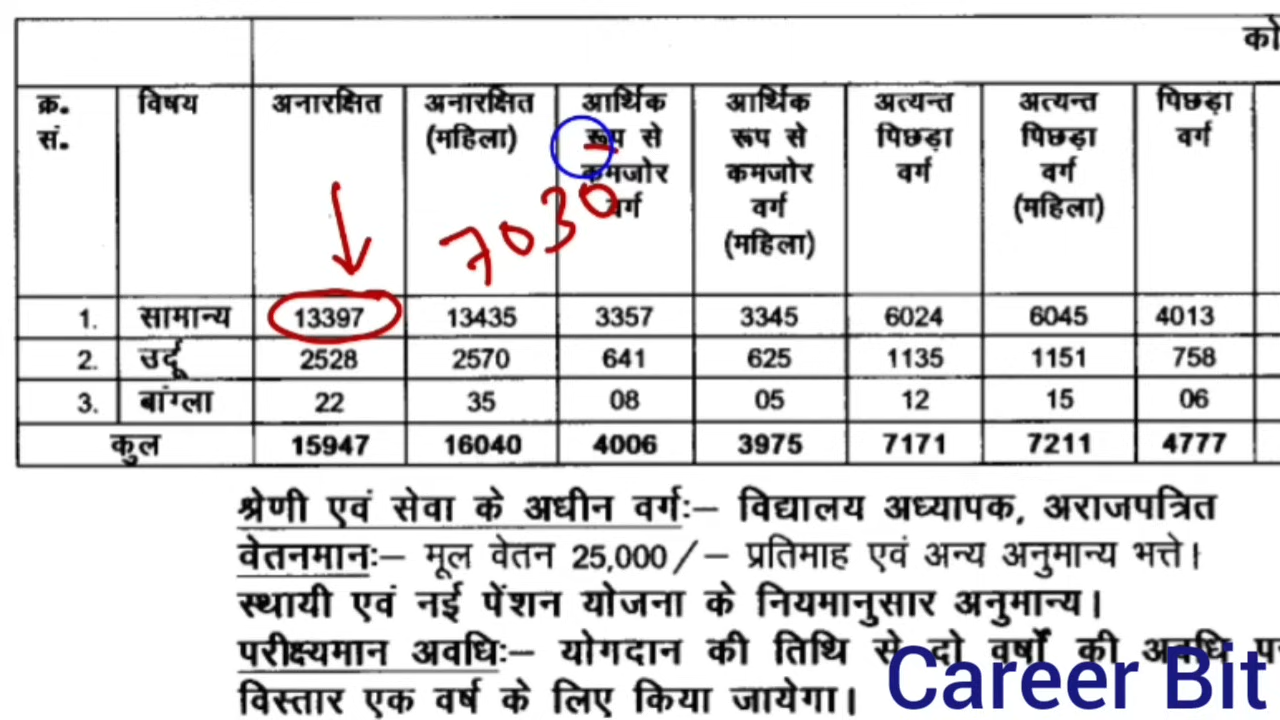 को
क्र. सं. विषय अनारक्षित अनारक्षित (महिला) आर्थिक रूप से कमजोर वर्ग आर्थिक रूप से कमजोर वर्ग (महिला) अत्यन्त पिछड़ा वर्ग अत्यन्त पिछड़ा वर्ग (महिला) पिछड़ा वर्ग
7030
1. सामान्य 13397 13435 3357 3345 6024 6045 4013
2. उर्दू 2528 2570 641 625 1135 1151 758
3. बांग्ला 22 35 08 05 12 15 06
कुल 15947 16040 4006 3975 7171 7211 4777
श्रेणी एवं सेवा के अधीन वर्गः– विद्यालय अध्यापक, अराजपत्रित
वेतनमानः– मूल वेतन 25,000/– प्रतिमाह एवं अन्य अनुमान्य भत्ते।
स्थायी एवं नई पेंशन योजना के नियमानुसार अनुमान्य।
परीक्ष्यमान अवधिः– योगदान की तिथि से दो वर्षों की अवधि
विस्तार एक वर्ष के लिए किया जायेगा।
Career Bit